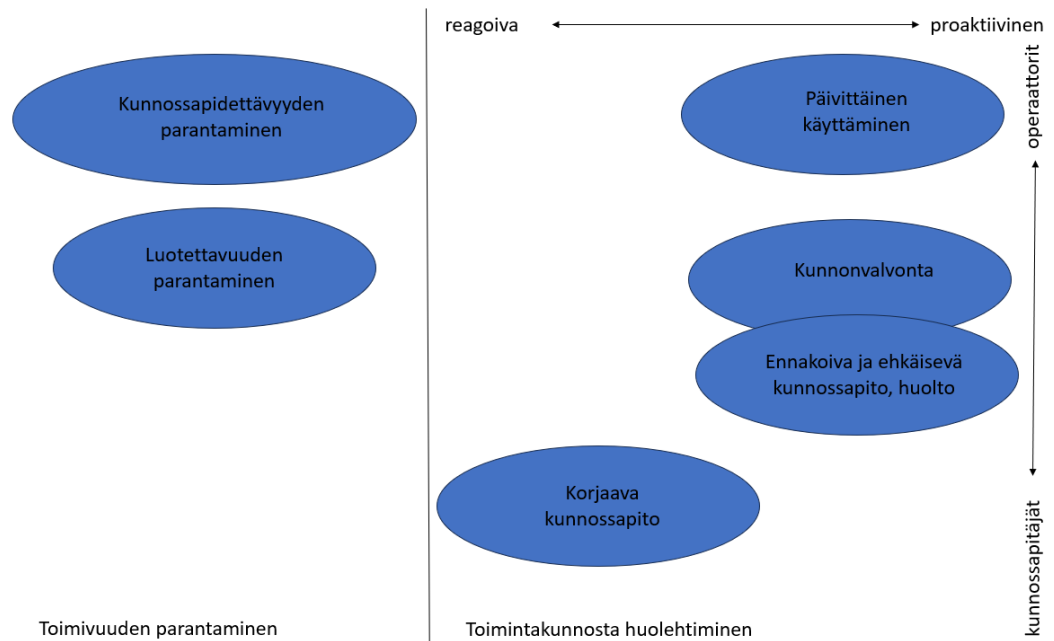 reagoiva
proaktiivinen
operaattorit
Kunnossapidettävyyden
parantaminen
Päivittäinen
käyttäminen
Luotettavuuden
parantaminen
Kunnonvalvonta
Ennakoiva ja ehkäisevä
kunnossapito, huolto
Korjaava
kunnossapito
kunnossapitäjät
Toimivuuden parantaminen
Toimintakunnosta huolehtiminen